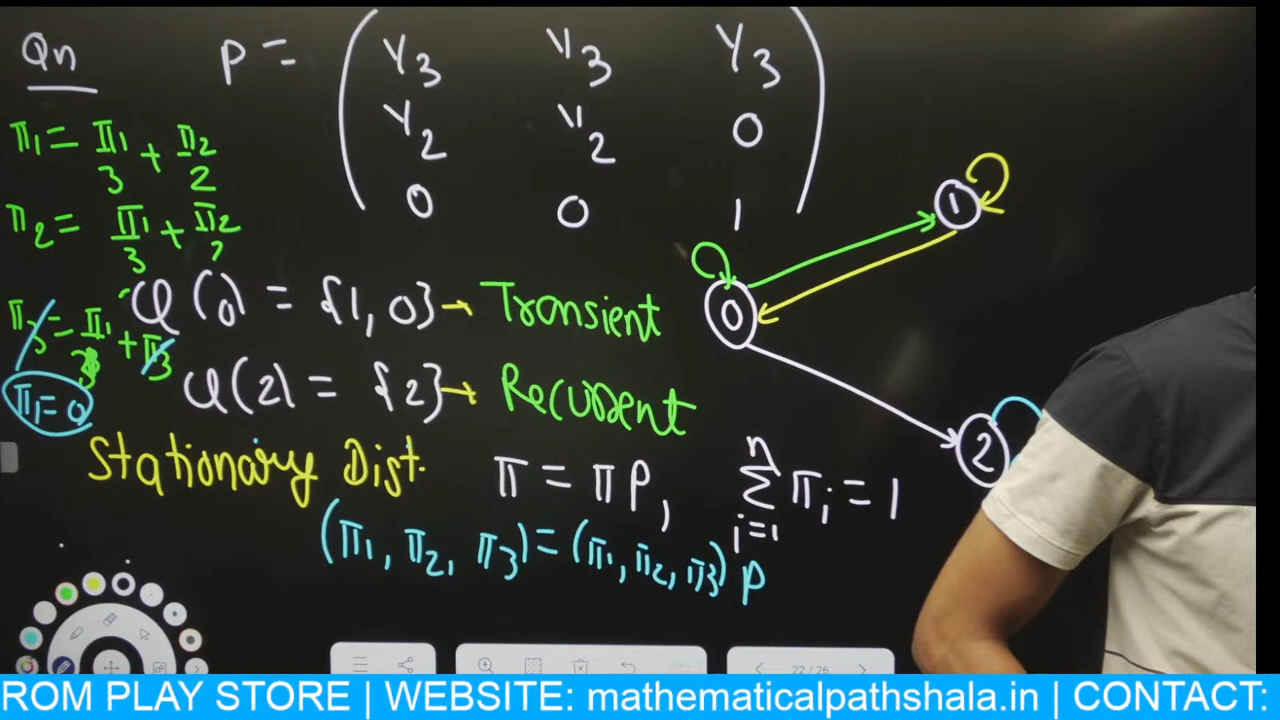 Qn
P = ( 1/3 1/3 1/3
1/2 1/2 0
0 0 1 )
π1 = π1/3 + π2/2
π2 = π1/3 + π2/2
π3 = π1/3 + π3
π1 = 0
φ(0) = {1, 0} → Transient
φ(2) = {2} → Recurrent
1
0
2
Stationary Dist.
π = πP, n Σ i=1 πi = 1
(π1, π2, π3) = (π1, π2, π3) P
22/26
ROM PLAY STORE | WEBSITE: mathematicalpathshala.in | CONTACT: